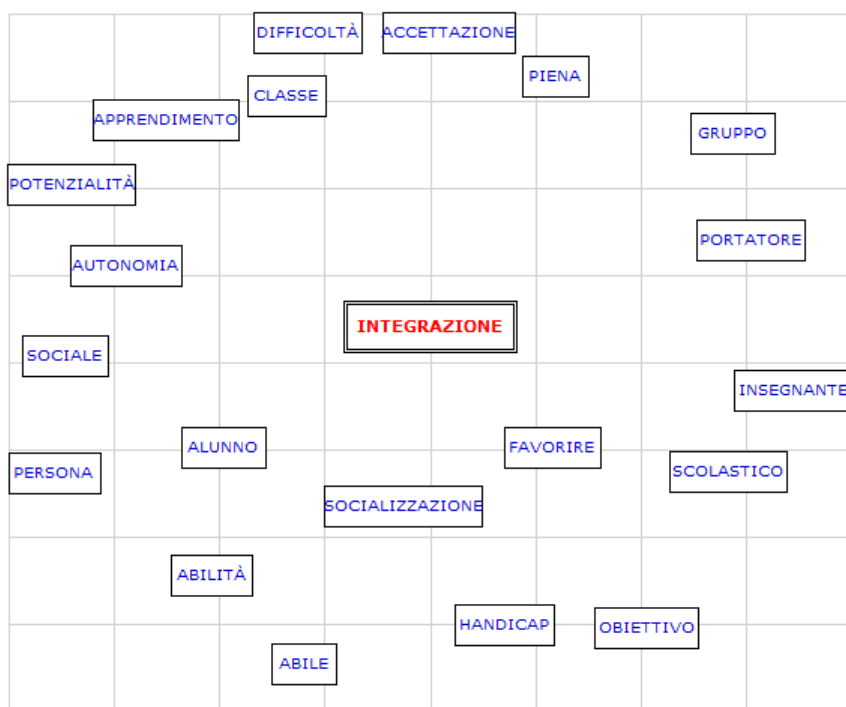 DIFFICOLTÀ
ACCETTAZIONE
PIENA
CLASSE
APPRENDIMENTO
GRUPPO
POTENZIALITÀ
PORTATORE
AUTONOMIA
INTEGRAZIONE
SOCIALE
INSEGNANTE
ALUNNO
FAVORIRE
PERSONA
SCOLASTICO
SOCIALIZZAZIONE
ABILITÀ
HANDICAP
OBIETTIVO
ABILE